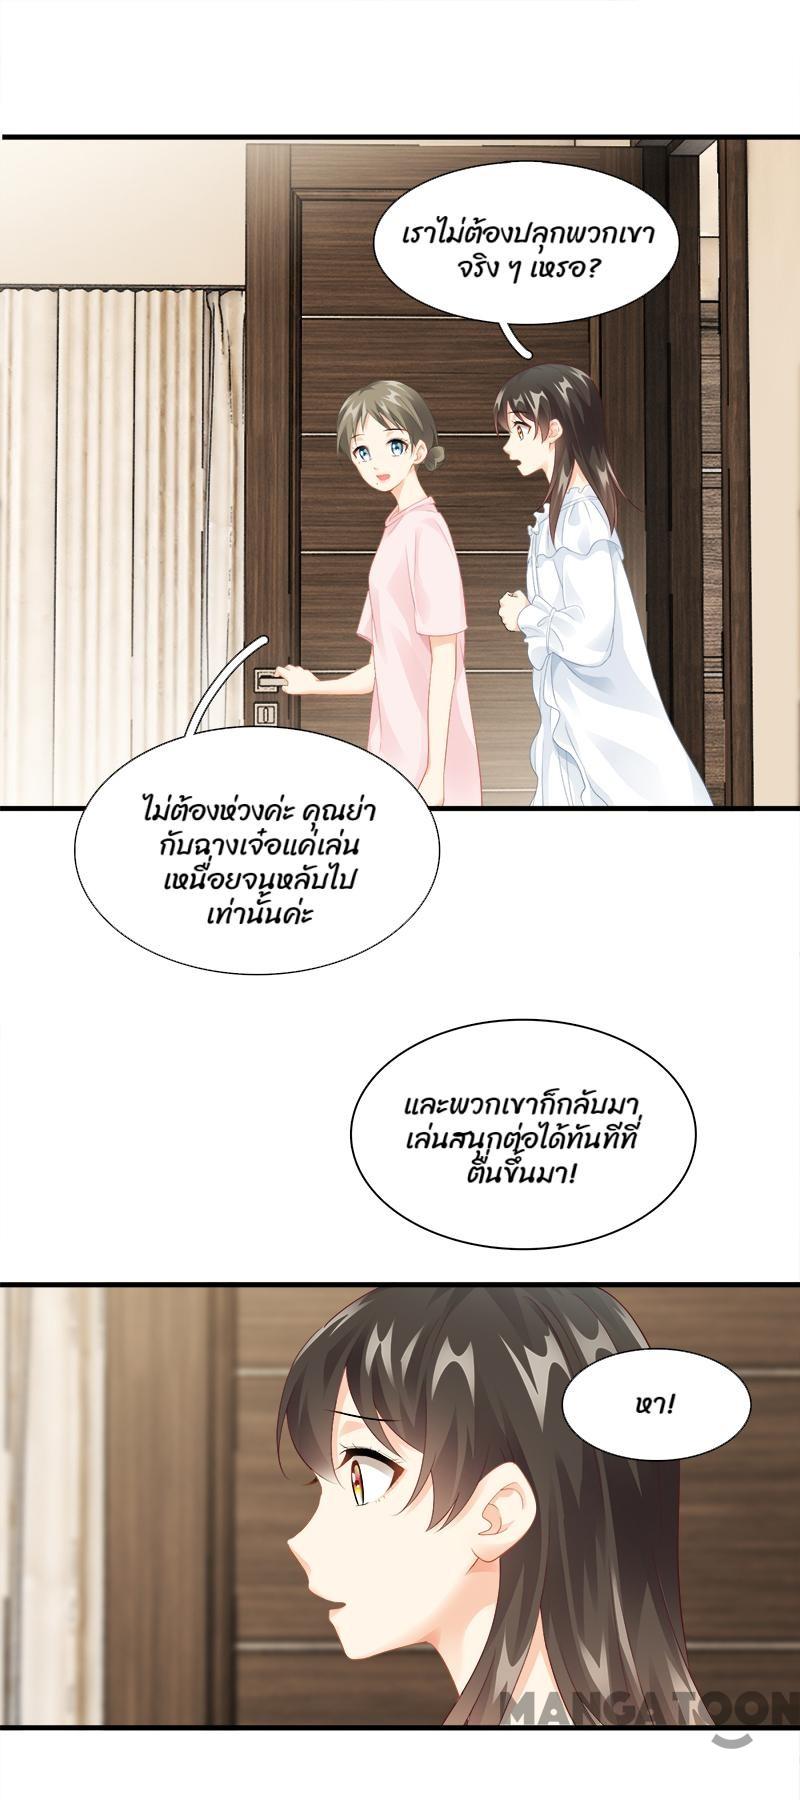 เราไม่ต้องปลุกพวกเขา
จริง ๆ เหรอ?
ไม่ต้องห่วงค่ะ คุณย่า
กับฉางเจ๋อแค่เล่น
เหนื่อยจนหลับไป
เท่านั้นค่ะ
และพวกเขาก็กลับมา
เล่นสนุกต่อได้ทันทีที่
ตื่นขึ้นมา!
หา!
MANGATOON